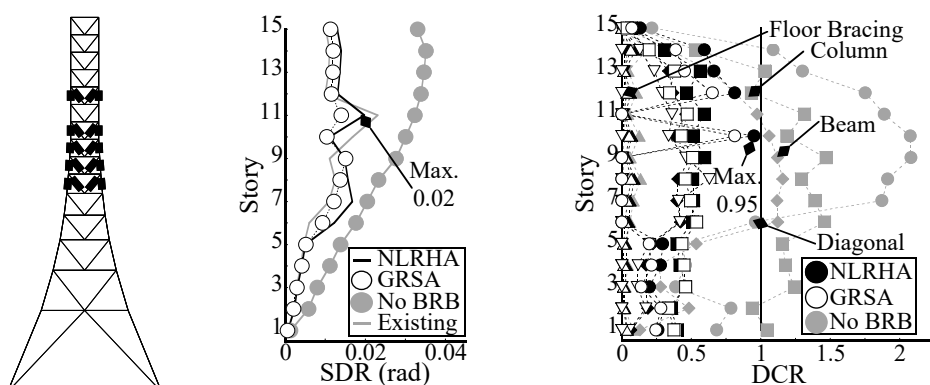 Story
15
13
11
9
7
5
3
1
0
0.02
0.04
SDR (rad)
Max.
0.02
NLRHA
GRSA
No BRB
Existing
Story
15
13
11
9
7
5
3
1
0
0.5
1
1.5
2
DCR
Floor Bracing
Column
Beam
Max.
0.95
Diagonal
NLRHA
GRSA
No BRB